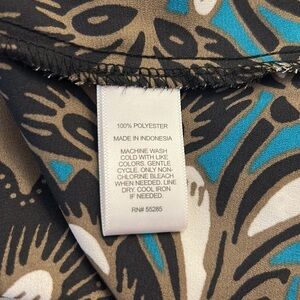 100% POLYESTER
MADE IN INDONESIA
MACHINE WASH
COLD WITH LIKE
COLORS. GENTLE
CYCLE. ONLY NON-
CHLORINE BLEACH
WHEN NEEDED. LINE
DRY. COOL IRON
IF NEEDED.
RN# 55285